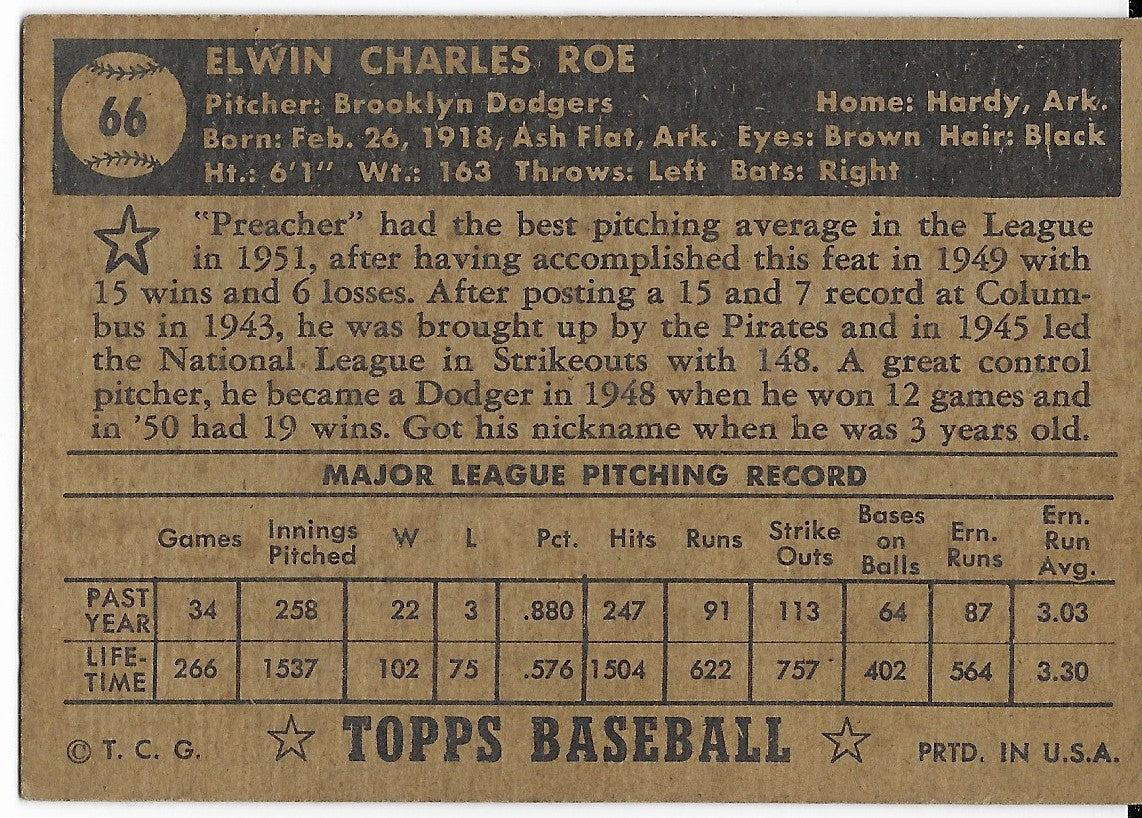 66
ELWIN CHARLES ROE
Pitcher: Brooklyn Dodgers Home: Hardy, Ark.
Born: Feb. 26, 1918, Ash Flat, Ark. Eyes: Brown Hair: Black
Ht.: 6'1" Wt.: 163 Throws: Left Bats: Right
"Preacher" had the best pitching average in the League
in 1951, after having accomplished this feat in 1949 with
15 wins and 6 losses. After posting a 15 and 7 record at Colum-
bus in 1943, he was brought up by the Pirates and in 1945 led
the National League in Strikeouts with 148. A great control
pitcher, he became a Dodger in 1948 when he won 12 games and
in '50 had 19 wins. Got his nickname when he was 3 years old.
MAJOR LEAGUE PITCHING RECORD
Games Innings Pitched W L Pct. Hits Runs Strike Outs Bases on Balls Ern. Runs Ern. Run Avg.
PAST YEAR 34 258 22 3 .880 247 91 113 64 87 3.03
LIFE-TIME 266 1537 102 75 .576 1504 622 757 402 564 3.30
© T. C. G. TOPPS BASEBALL PRTD. IN U.S.A.